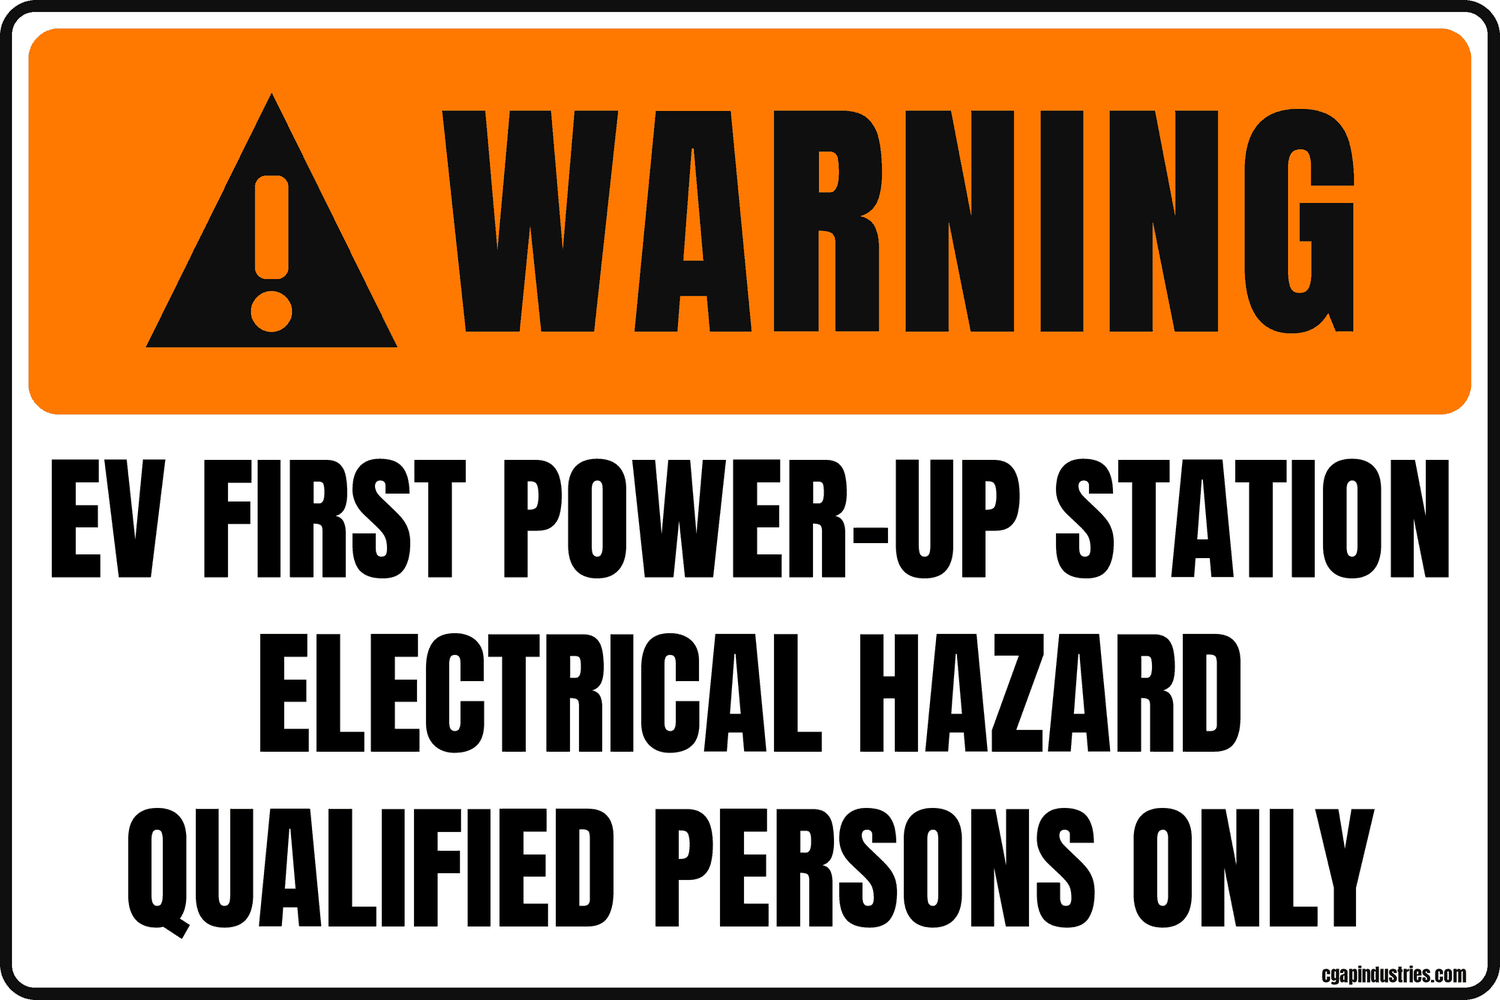 WARNING
EV FIRST POWER-UP STATION
ELECTRICAL HAZARD
QUALIFIED PERSONS ONLY
cgapindustries.com